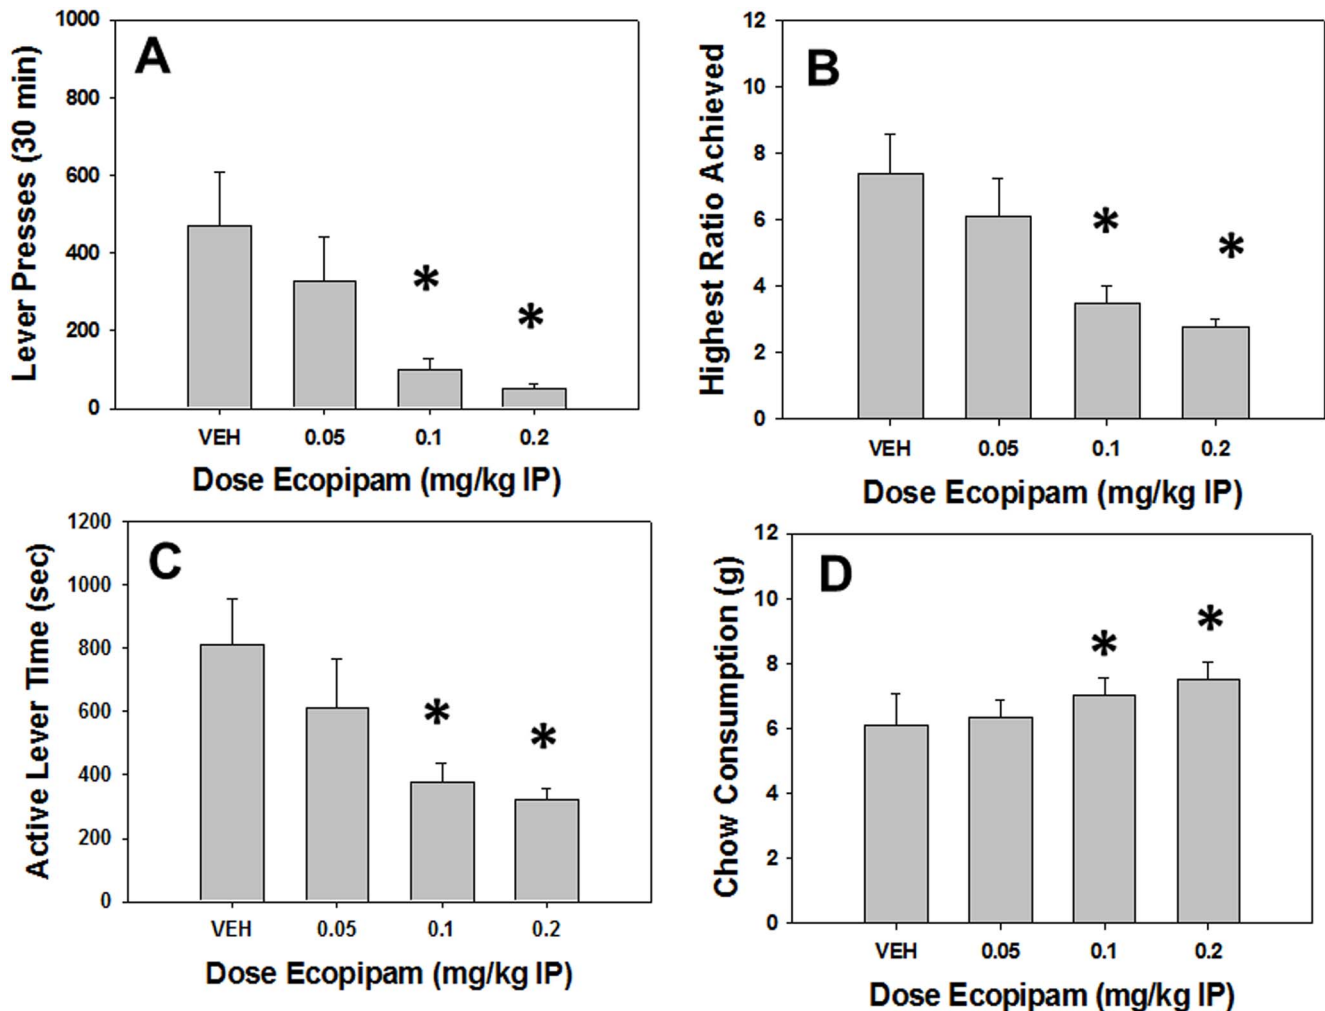 A
Lever Presses (30 min)
1000
800
600
400
200
0
VEH 0.05 0.1 0.2
* *
Dose Ecopipam (mg/kg IP)
B
Highest Ratio Achieved
12
10
8
6
4
2
0
VEH 0.05 0.1 0.2
* *
Dose Ecopipam (mg/kg IP)
C
Active Lever Time (sec)
1200
1000
800
600
400
200
0
VEH 0.05 0.1 0.2
* *
Dose Ecopipam (mg/kg IP)
D
Chow Consumption (g)
12
10
8
6
4
2
0
VEH 0.05 0.1 0.2
* *
Dose Ecopipam (mg/kg IP)